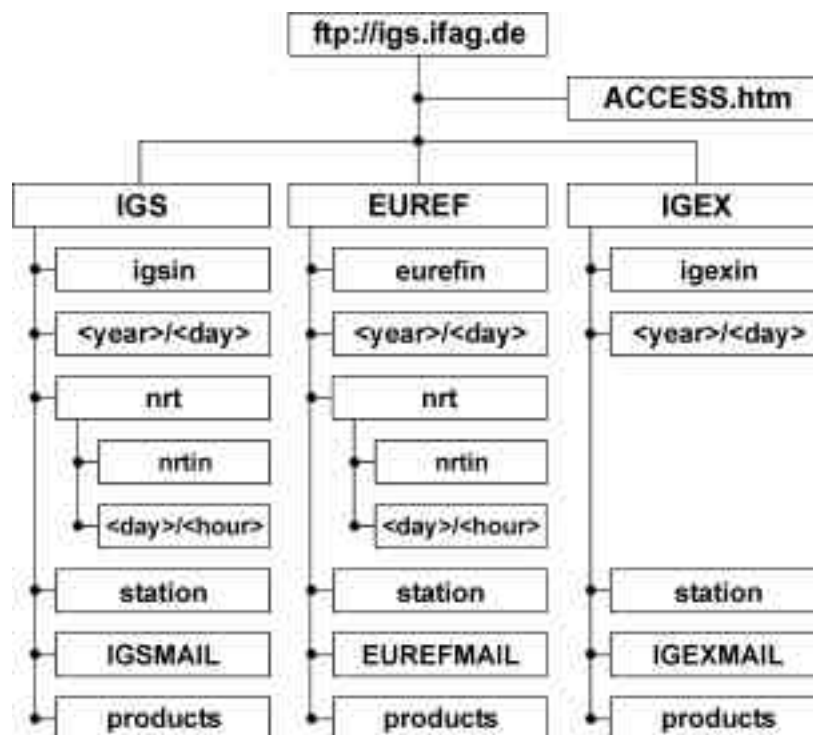 ftp://igs.ifag.de
ACCESS.htm
IGS
EUREF
IGEX
igsin
eurefin
igexin
<year>/<day>
<year>/<day>
<year>/<day>
nrt
nrt
nrtin
nrtin
<day>/<hour>
<day>/<hour>
station
station
station
IGSMAIL
EUREFMAIL
IGEXMAIL
products
products
products